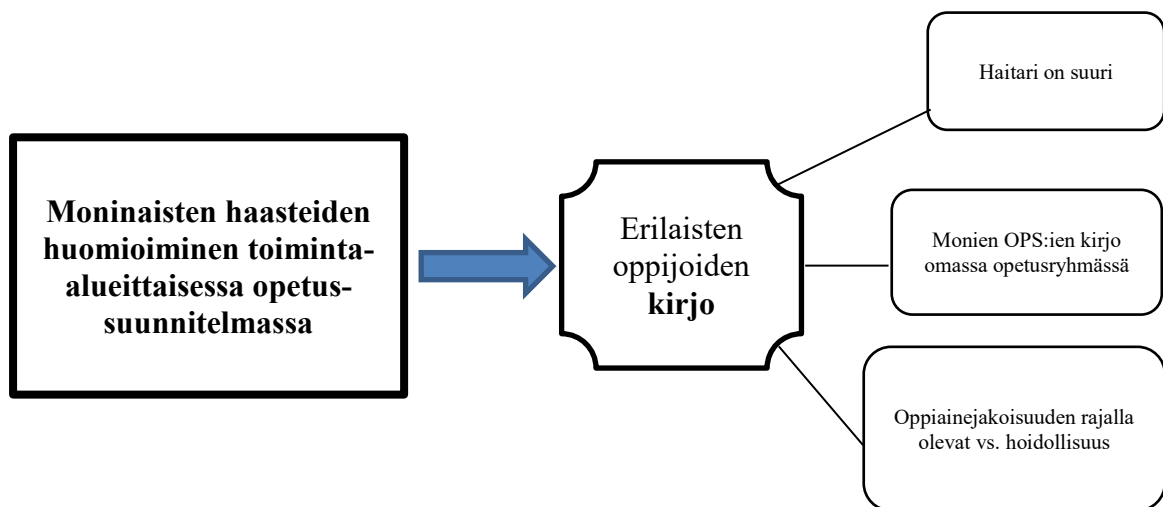 Moninaisten haasteiden
huomioiminen toiminta-
alueittaisessa opetus-
suunnitelmassa
Erilaisten
oppijoiden
kirjo
Haitari on suuri
Monien OPS:ien kirjo
omassa opetusryhmässä
Oppiainejakoisuuden rajalla
olevat vs. hoidollisuus